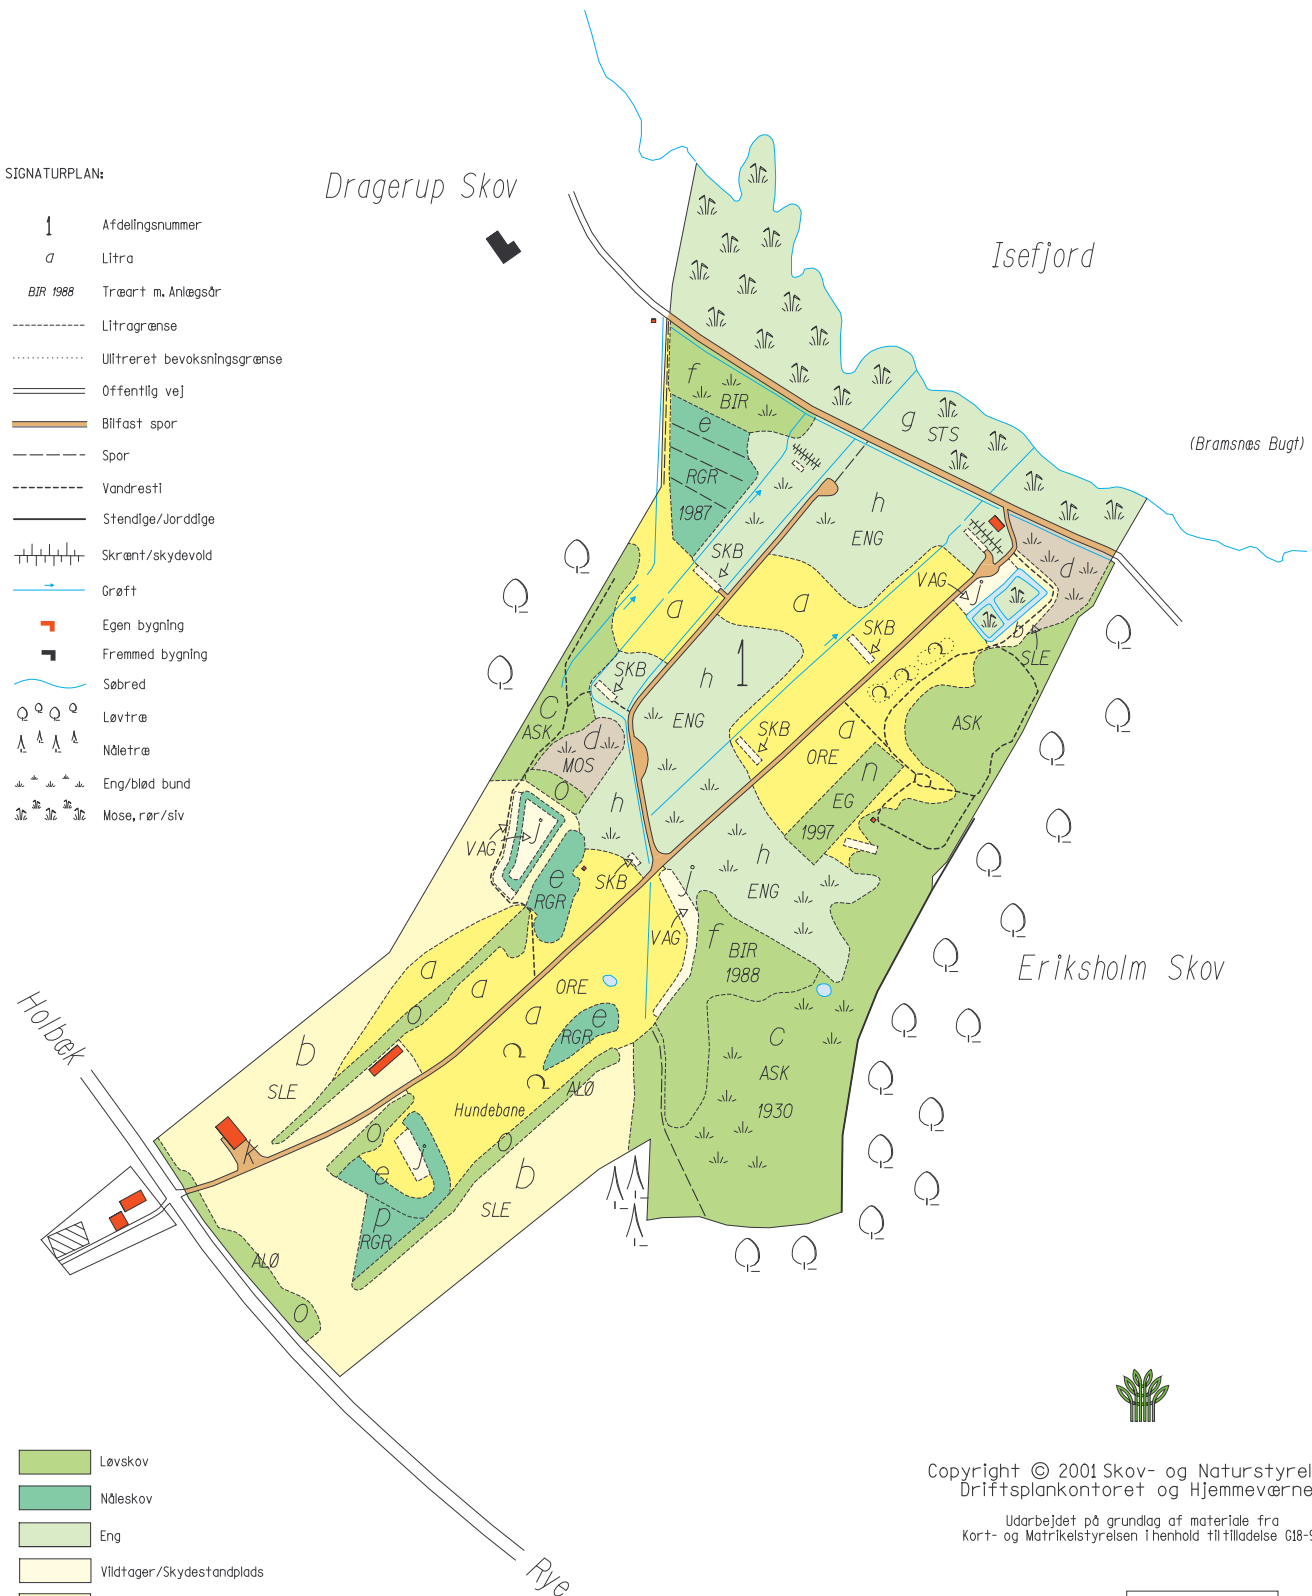 SIGNATURPLAN:
1 Afdelingsnummer
a Litra
BIR 1988 Træart m. Anlægsår
Litragrænse
Ulitreret bevoksningsgrænse
Offentlig vej
Bilfast spor
Spor
Vandresti
Stendige/Jorddige
Skrænt/skydevold
Grøft
Egen bygning
Fremmed bygning
Søbred
Løvtræ
Nåletræ
Eng/blød bund
Mose, rør/siv
Dragerup Skov
Isefjord
(Bramsnæs Bugt)
f
BIR
g
STS
e
RGR
1987
h
ENG
SKB
d
VAG
j
a
a
b
SKB
SLE
SKB
h
1
ENG
c
ASK
ASK
d
MOS
SKB
a
ORE
n
EG
1997
o
h
j
VAG
h
ENG
e
RGR
SKB
j
VAG
f
BIR
1988
Eriksholm Skov
a
a
ORE
a
e
RGR
o
c
ASK
1930
Holbæk
b
SLE
ALØ
Hundebane
o
o
k
j
e
b
SLE
p
RGR
ALØ
o
Rye
Løvskov
Nåleskov
Eng
Vildtager/Skydestandplads
Copyright © 2001 Skov- og Naturstyrel
Driftsplankontoret og Hjemmeværne
Udarbejdet på grundlag af materiale fra
Kort- og Matrikelstyrelsen i henhold til tilladelse G18-9